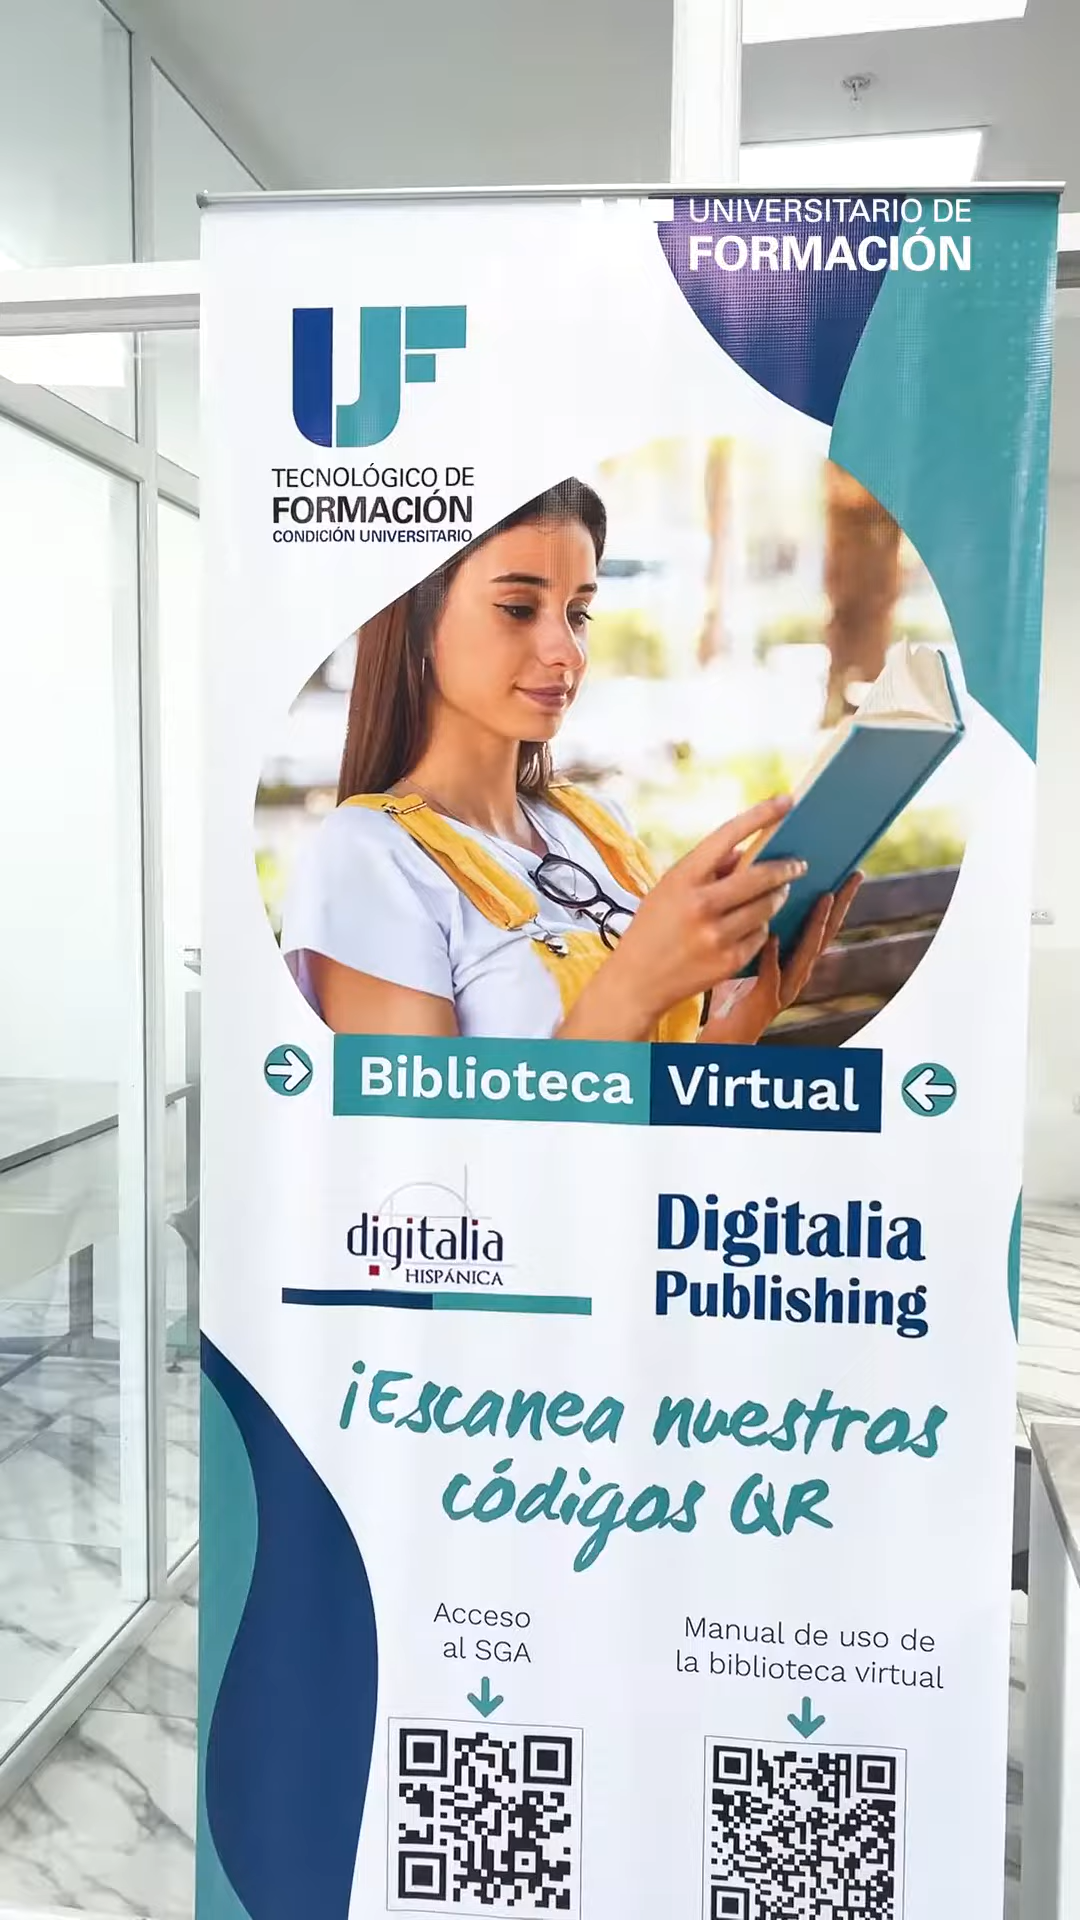 UNIVERSITARIO DE
FORMACIÓN
UF
TECNOLÓGICO DE
FORMACIÓN
CONDICIÓN UNIVERSITARIO
Biblioteca Virtual
digitalia
HISPÁNICA
Digitalia
Publishing
¡Escanea nuestros
códigos QR
Acceso
al SGA
Manual de uso de
la biblioteca virtual